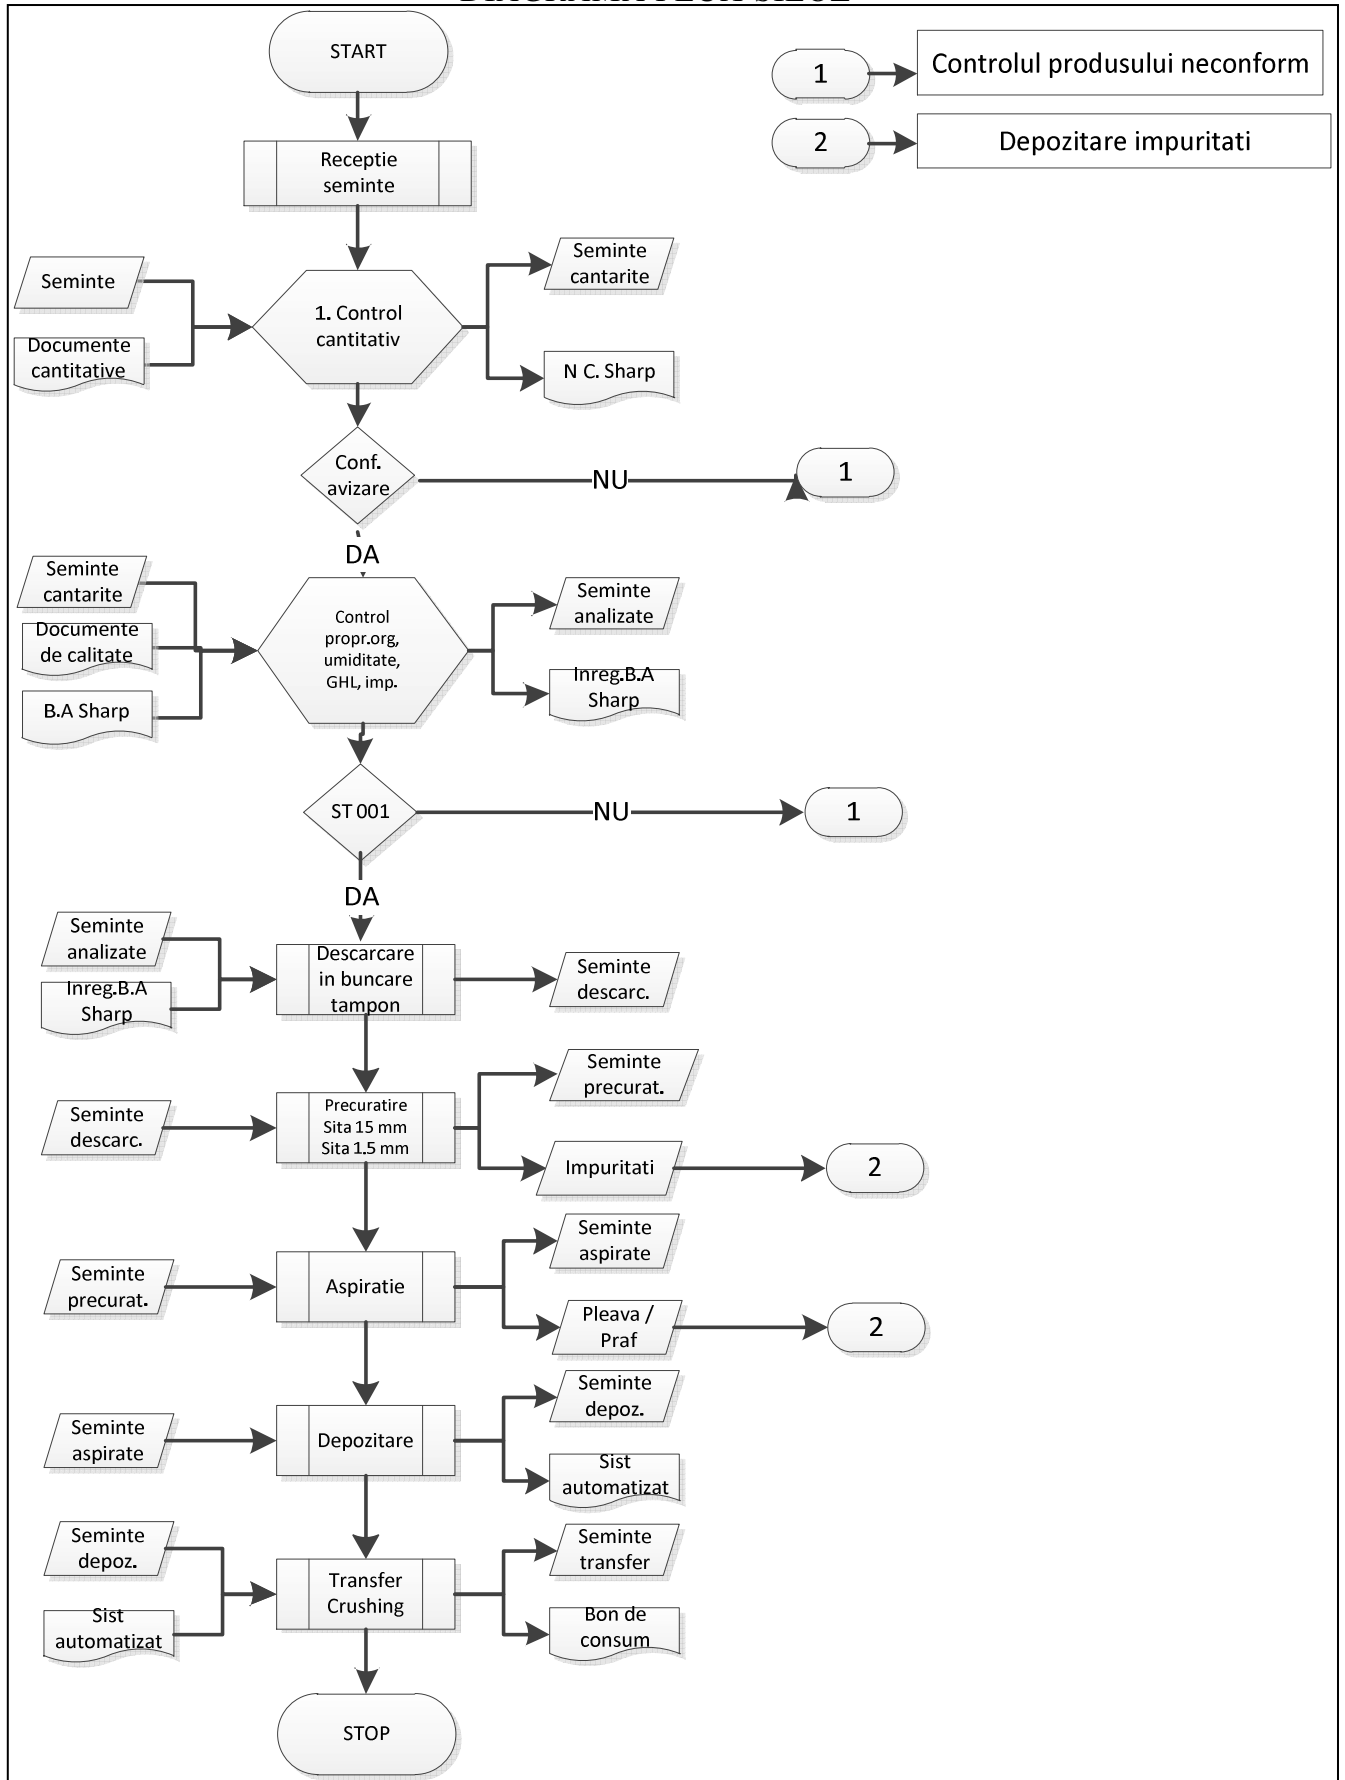 START
1
Controlul produsului neconform
2
Depozitare impuritati
Receptie
seminte
Seminte
Documente
cantitative
1. Control
cantitativ
Seminte
cantarite
N C. Sharp
Conf.
avizare
NU
1
DA
Seminte
cantarite
Documente
de calitate
B.A Sharp
Control
propr.org,
umiditate,
GHL, imp.
Seminte
analizate
Inreg.B.A
Sharp
ST 001
NU
1
DA
Seminte
analizate
Inreg.B.A
Sharp
Descarcare
in buncare
tampon
Seminte
descarc.
Seminte
descarc.
Precuratire
Sita 15 mm
Sita 1.5 mm
Seminte
precurat.
Impuritati
2
Seminte
precurat.
Aspiratie
Seminte
aspirate
Pleava /
Praf
2
Seminte
aspirate
Depozitare
Seminte
depoz.
Sist
automatizat
Seminte
depoz.
Sist
automatizat
Transfer
Crushing
Seminte
transfer
Bon de
consum
STOP